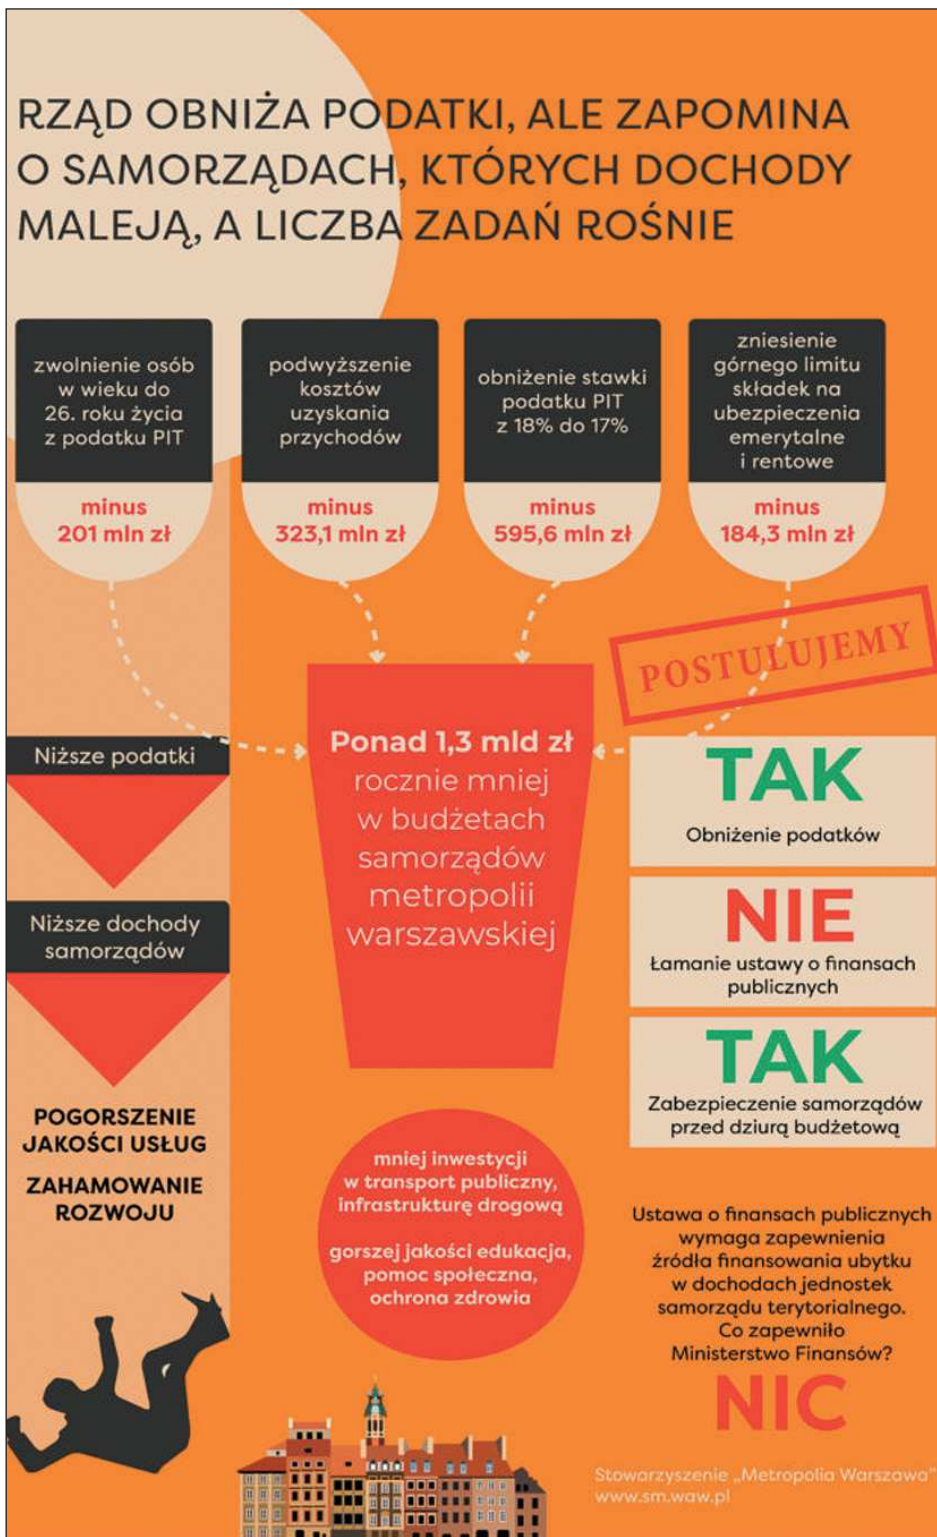 RZĄD OBNIŻA PODATKI, ALE ZAPOMINA
O SAMORZĄDACH, KTÓRYCH DOCHODY
MALEJĄ, A LICZBA ZADAŃ ROŚNIE
zwolnienie osób
w wieku do
26. roku życia
z podatku PIT
minus
201 mln zł
podwyższenie
kosztów
uzyskania
przychodów
minus
323,1 mln zł
obniżenie stawki
podatku PIT
z 18% do 17%
minus
595,6 mln zł
zniesienie
górnego limitu
składek na
ubezpieczenia
emerytalne
i rentowe
minus
184,3 mln zł
Niższe podatki
Niższe dochody
samorządów
POGORSZENIE
JAKOŚCI USŁUG
ZAHAMOWANIE
ROZWOJU
Ponad 1,3 mld zł
rocznie mniej
w budżetach
samorządów
metropolii
warszawskiej
mniej inwestycji
w transport publiczny,
infrastrukturę drogową
gorszej jakości edukacja,
pomoc społeczna,
ochrona zdrowia
POSTULUJEMY
TAK
Obniżenie podatków
NIE
Łamanie ustawy o finansach
publicznych
TAK
Zabezpieczenie samorządów
przed dziurą budżetową
Ustawa o finansach publicznych
wymaga zapewnienia
źródła finansowania ubytku
w dochodach jednostek
samorządu terytorialnego.
Co zapewniło
Ministerstwo Finansów?
NIC
Stowarzyszenie „Metropolia Warszawa”
www.sm.waw.pl